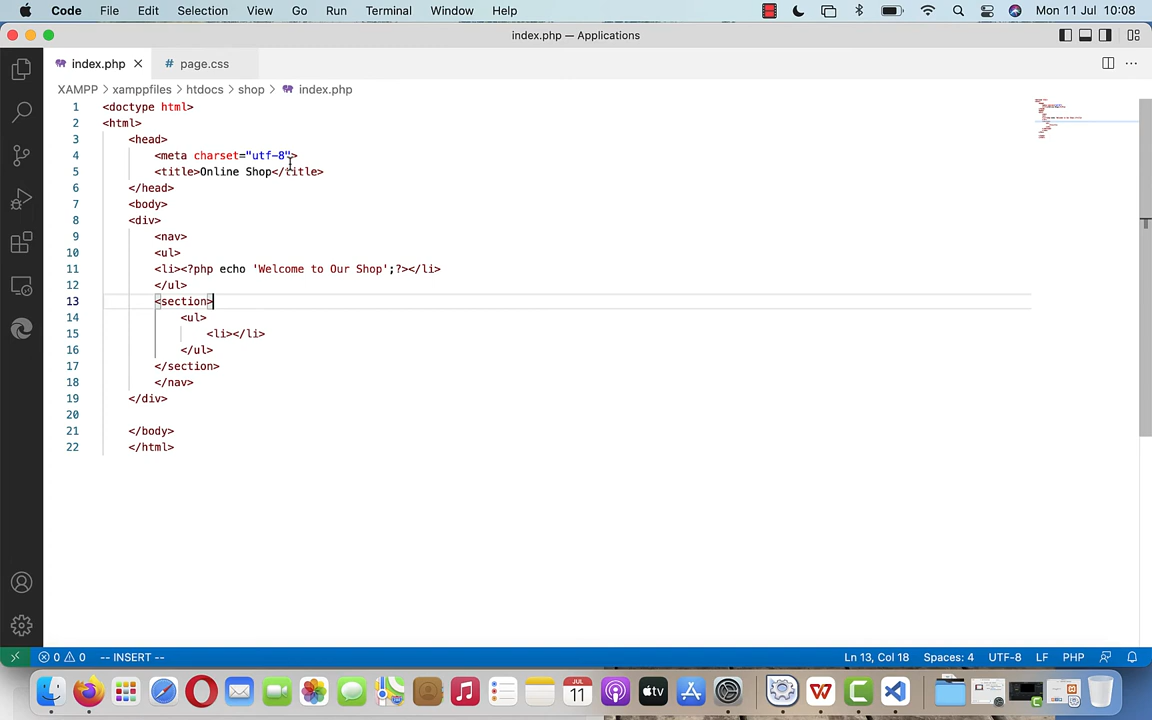 Code File Edit Selection View Go Run Terminal Window Help Mon 11 Jul 10:08
index.php — Applications
index.php # page.css
XAMPP > xamppfiles > htdocs > shop > index.php
1 <doctype html>
2 <html>
3 <head>
4 <meta charset="utf-8">
5 <title>Online Shop</title>
6 </head>
7 <body>
8 <div>
9 <nav>
10 <ul>
11 <li><?php echo 'Welcome to Our Shop';?></li>
12 </ul>
13 <section>
14 <ul>
15 <li></li>
16 </ul>
17 </section>
18 </nav>
19 </div>
20
21 </body>
22 </html>
0 0 -- INSERT -- Ln 13, Col 18 Spaces: 4 UTF-8 LF PHP
JUL
11
tv